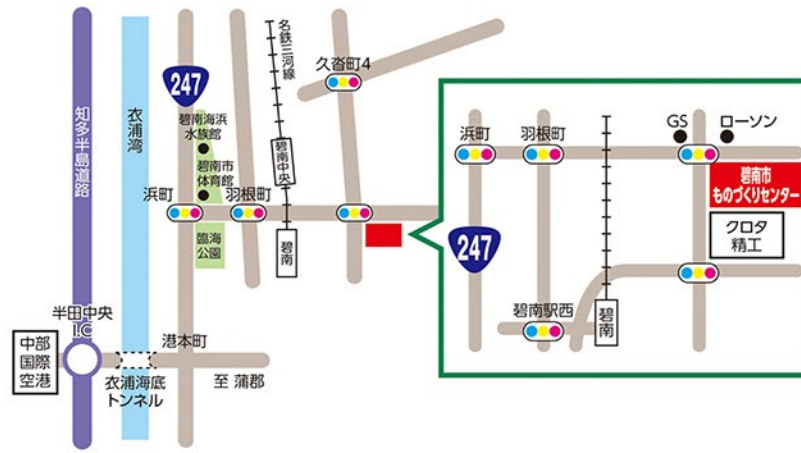 247
知多半島道路
衣浦湾
碧南海浜
水族館
碧南市
体育館
浜町
羽根町
臨海
公園
名鉄三河線
碧南中央
碧南
久沓町4
半田中央
I.C
中部
国際
空港
衣浦海底
トンネル
港本町
至 蒲郡
浜町
羽根町
GS
ローソン
碧南市
ものづくりセンター
クロタ
精工
247
碧南駅西
碧南